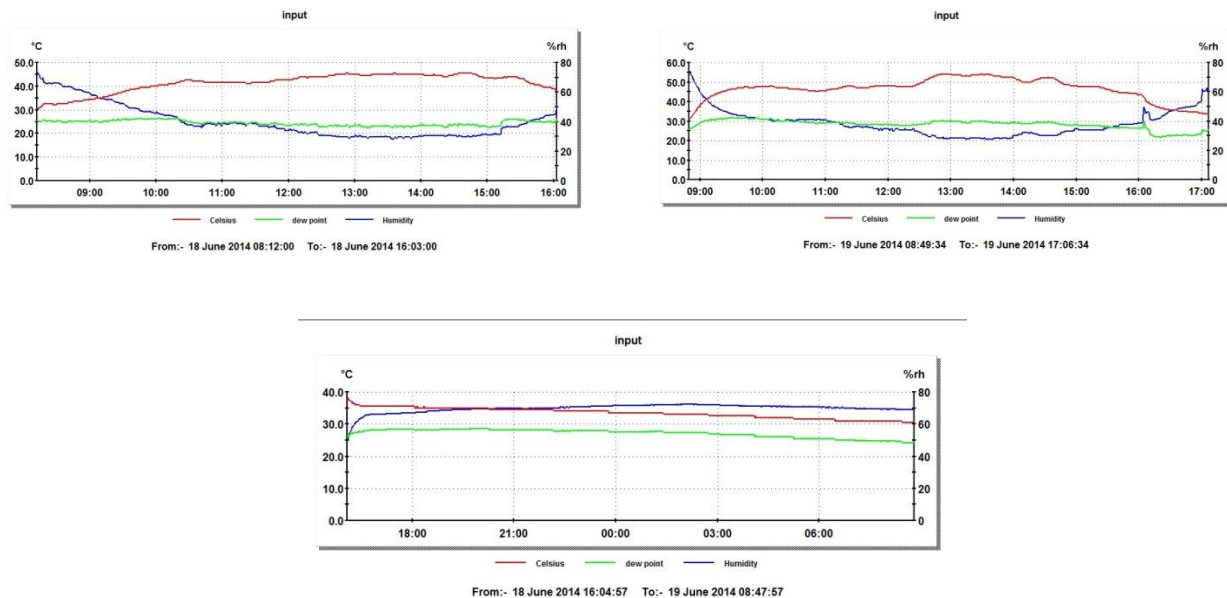 input
°C %rh
50.0 80
40.0 60
30.0
20.0 40
10.0 20
0.0 0
09:00 10:00 11:00 12:00 13:00 14:00 15:00 16:00
Celsius dew point Humidity
From:- 18 June 2014 08:12:00 To:- 18 June 2014 16:03:00
input
°C %rh
60.0 80
50.0
40.0 60
30.0 40
20.0
10.0 20
0.0 0
09:00 10:00 11:00 12:00 13:00 14:00 15:00 16:00 17:00
Celsius dew point Humidity
From:- 19 June 2014 08:49:34 To:- 19 June 2014 17:06:34
input
°C %rh
40.0 80
30.0 60
20.0 40
10.0 20
0.0 0
18:00 21:00 00:00 03:00 06:00
Celsius dew point Humidity
From:- 18 June 2014 16:04:57 To:- 19 June 2014 08:47:57